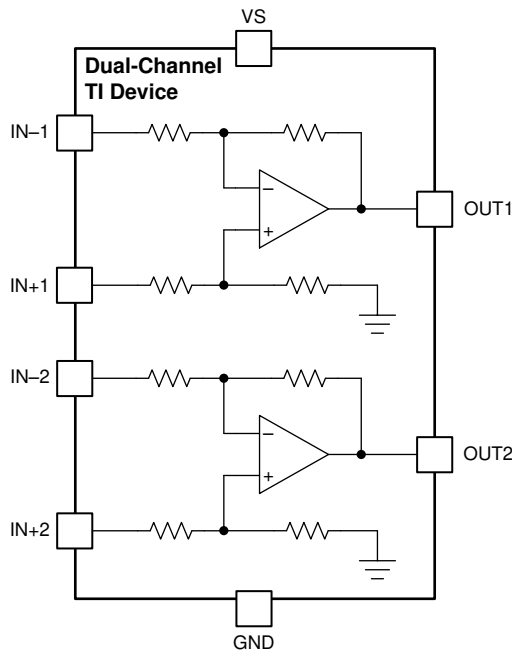 VS
Dual-Channel
TI Device
IN–1
−
OUT1
+
IN+1
IN–2
−
OUT2
+
IN+2
GND